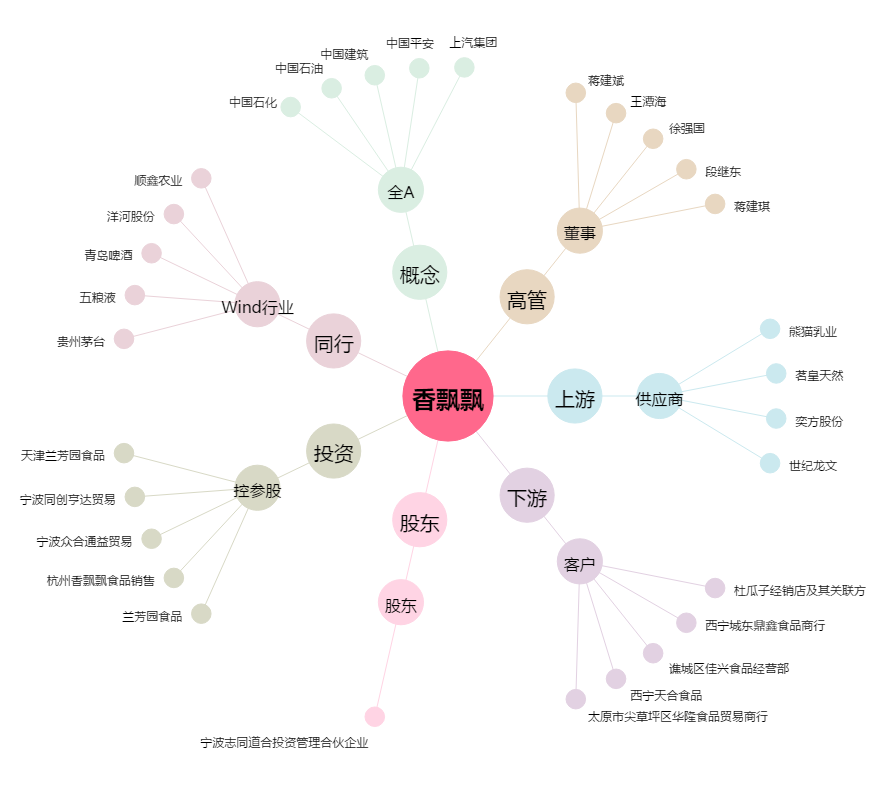 上汽集团
中国平安
中国建筑
中国石油
中国石化
全A
概念
蒋建斌
王潭海
徐强国
段继东
蒋建琪
董事
高管
顺鑫农业
洋河股份
青岛啤酒
五粮液
贵州茅台
Wind行业
同行
香飘飘
上游
供应商
熊猫乳业
茗皇天然
奕方股份
世纪龙文
投资
控参股
天津兰芳园食品
宁波同创亨达贸易
宁波众合通益贸易
杭州香飘飘食品销售
兰芳园食品
股东
股东
宁波志同道合投资管理合伙企业
下游
客户
杜瓜子经销店及其关联方
西宁城东鼎鑫食品商行
谯城区佳兴食品经营部
西宁天合食品
太原市尖草坪区华隆食品贸易商行